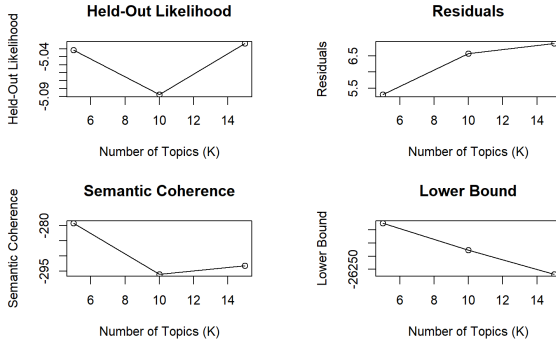 Held-Out Likelihood
Held-Out Likelihood
-5.04
-5.09
6 8 10 12 14
Number of Topics (K)
Residuals
Residuals
6.5
5.5
6 8 10 12 14
Number of Topics (K)
Semantic Coherence
Semantic Coherence
-280
-295
6 8 10 12 14
Number of Topics (K)
Lower Bound
Lower Bound
-26250
6 8 10 12 14
Number of Topics (K)